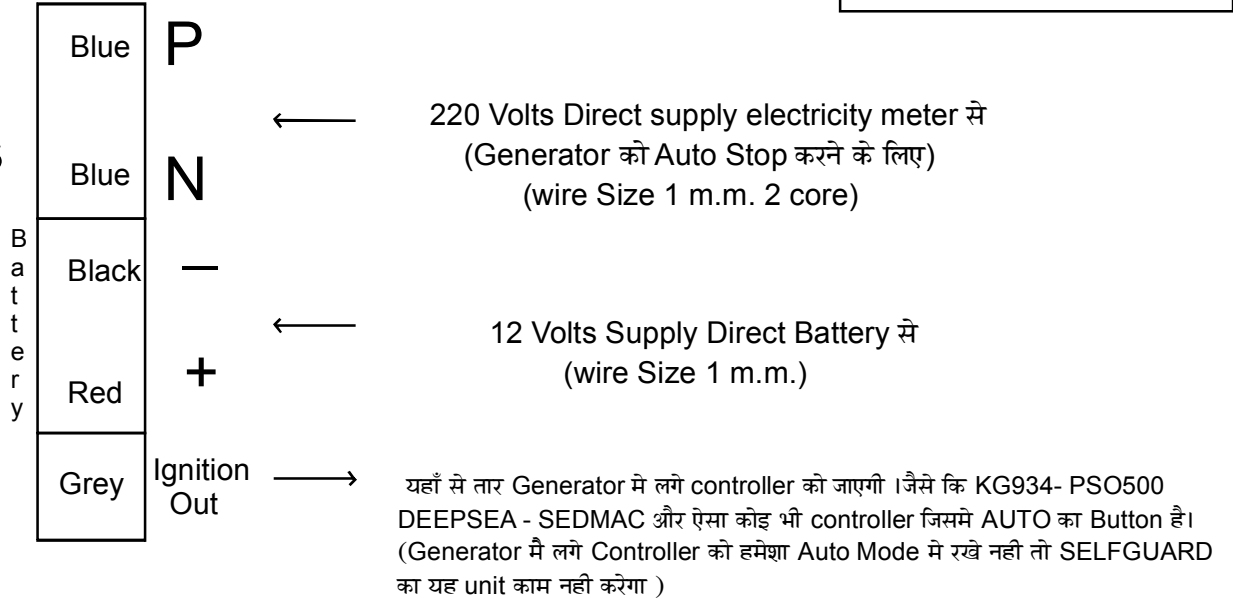 Blue P
220 Volts Direct supply electricity meter से
(Generator को Auto Stop करने के लिए)
Blue N
(wire Size 1 m.m. 2 core)
Battery
Black −
12 Volts Supply Direct Battery से
(wire Size 1 m.m.)
Red +
Grey
Ignition
Out
यहाँ से तार Generator मे लगे controller को जाएगी ।जैसे कि KG934- PSO500
DEEPSEA - SEDMAC और ऐसा कोइ भी controller जिसमे AUTO का Button है।
(Generator मै लगे Controller को हमेशा Auto Mode मे रखे नही तो SELFGUARD
का यह unit काम नही करेगा )